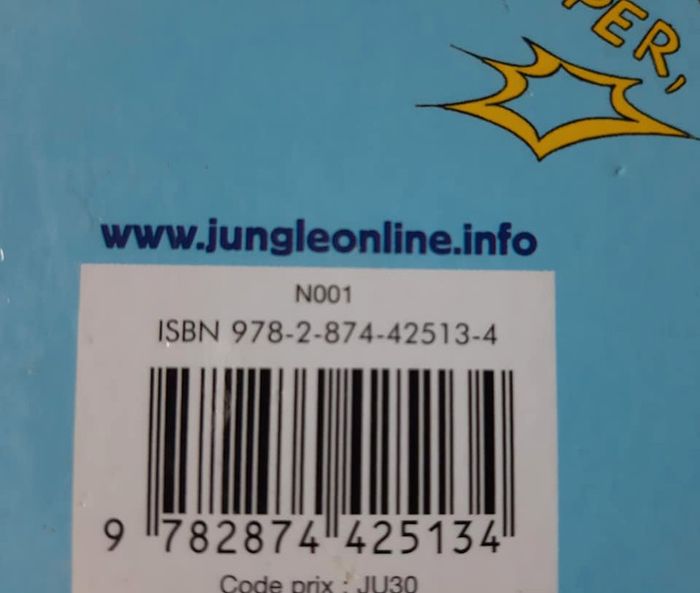 PER,
www.jungleonline.info
N001
ISBN 978-2-874-42513-4
9 782874 425134
Code prix : JU30